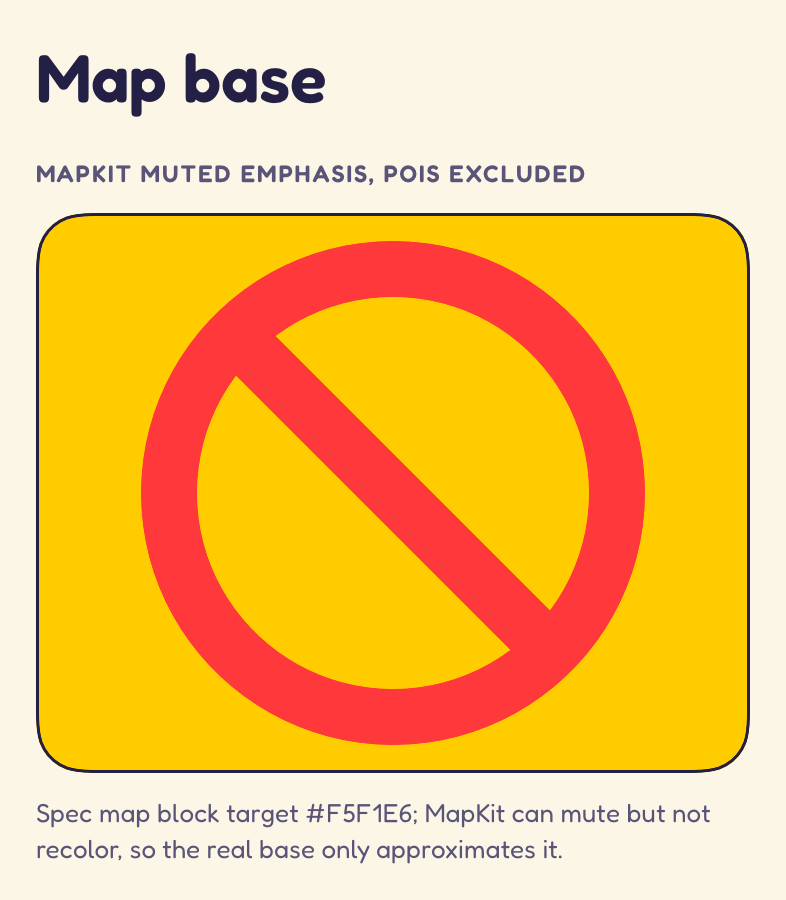 Map base
MAPKIT MUTED EMPHASIS, POIS EXCLUDED
Spec map block target #F5F1E6; MapKit can mute but not
recolor, so the real base only approximates it.